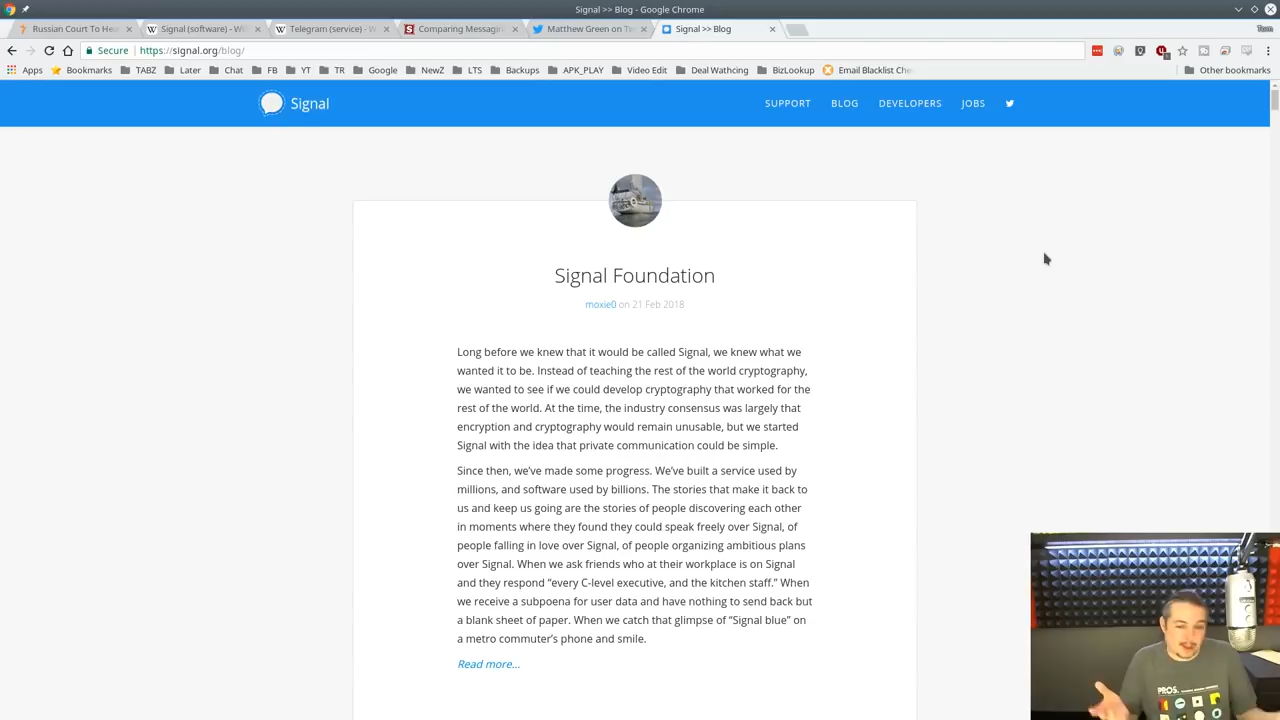 Signal >> Blog - Google Chrome
Russian Court To He
Signal (software) - Wi
Telegram (service) - W
Comparing Messaging
Matthew Green on Tw
Signal >> Blog
Tom
Secure
https://signal.org/blog/
Apps
Bookmarks
TABZ
Later
Chat
FB
YT
TR
Google
NewZ
LTS
Backups
APK_PLAY
Video Edit
Deal Wathcing
BizLookup
Email Blacklist Che
Other bookmarks
Signal
SUPPORT
BLOG
DEVELOPERS
JOBS
Signal Foundation
moxie0 on 21 Feb 2018
Long before we knew that it would be called Signal, we knew what we
wanted it to be. Instead of teaching the rest of the world cryptography,
we wanted to see if we could develop cryptography that worked for the
rest of the world. At the time, the industry consensus was largely that
encryption and cryptography would remain unusable, but we started
Signal with the idea that private communication could be simple.
Since then, we’ve made some progress. We’ve built a service used by
millions, and software used by billions. The stories that make it back to
us and keep us going are the stories of people discovering each other
in moments where they found they could speak freely over Signal, of
people falling in love over Signal, of people organizing ambitious plans
over Signal. When we ask friends who at their workplace is on Signal
and they respond “every C-level executive, and the kitchen staff.” When
we receive a subpoena for user data and have nothing to send back but
a blank sheet of paper. When we catch that glimpse of “Signal blue” on
a metro commuter’s phone and smile.
Read more...
PROS.